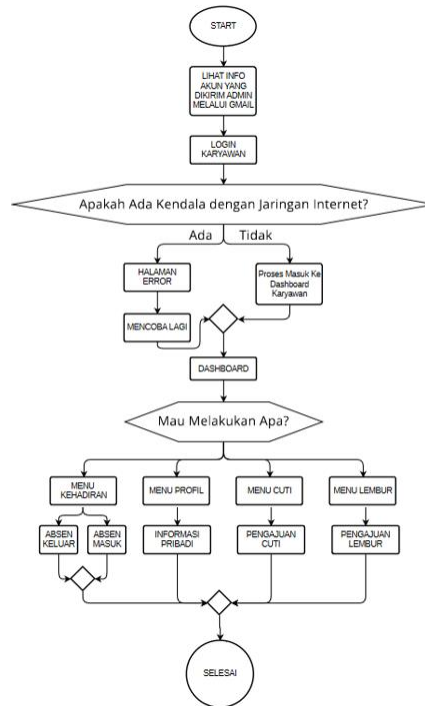 START
LIHAT INFO
AKUN YANG
DIKIRIM ADMIN
MELALUI GMAIL
LOGIN
KARYAWAN
Apakah Ada Kendala dengan Jaringan Internet?
Ada
Tidak
HALAMAN
ERROR
Proses Masuk Ke
Dashboard
Karyawan
MENCOBA LAGI
DASHBOARD
Mau Melakukan Apa?
MENU
KEHADIRAN
MENU PROFIL
MENU CUTI
MENU LEMBUR
ABSEN
KELUAR
ABSEN
MASUK
INFORMASI
PRIBADI
PENGAJUAN
CUTI
PENGAJUAN
LEMBUR
SELESAI